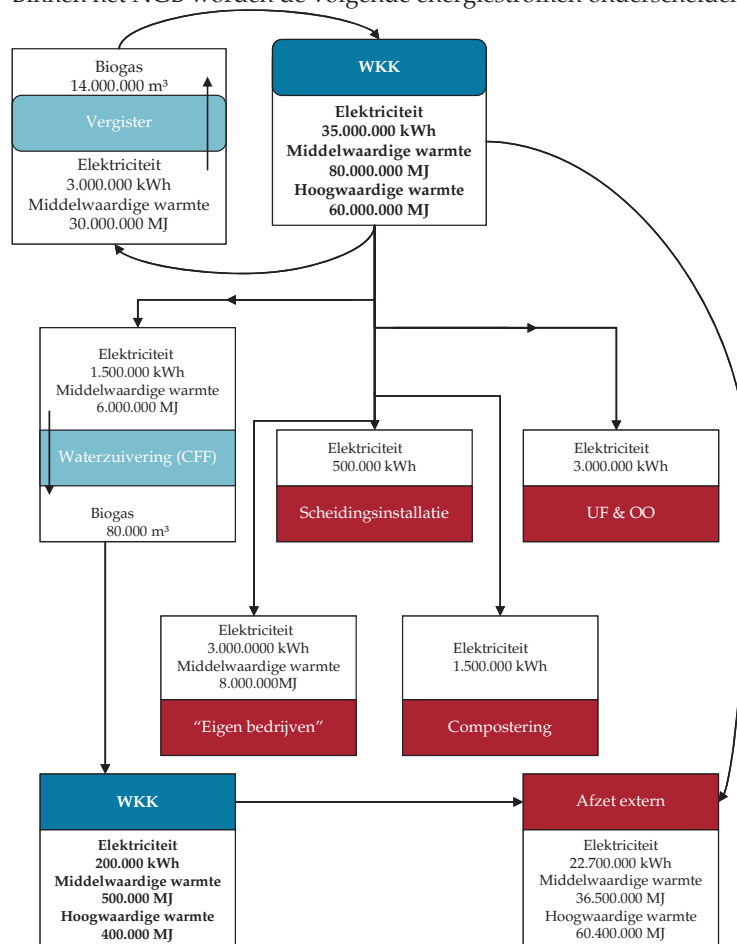 Binnen het NGB worden de volgende energiestromen onderscheiden
Biogas
14.000.000 m³
Vergister
Elektriciteit
3.000.000 kWh
Middelwaardige warmte
30.000.000 MJ
WKK
Elektriciteit
35.000.000 kWh
Middelwaardige warmte
80.000.000 MJ
Hoogwaardige warmte
60.000.000 MJ
Elektriciteit
1.500.000 kWh
Middelwaardige warmte
6.000.000 MJ
Waterzuivering (CFF)
Biogas
80.000 m³
Elektriciteit
500.000 kWh
Scheidingsinstallatie
Elektriciteit
3.000.000 kWh
UF & OO
Elektriciteit
3.000.0000 kWh
Middelwaardige warmte
8.000.000MJ
“Eigen bedrijven”
Elektriciteit
1.500.000 kWh
Compostering
WKK
Elektriciteit
200.000 kWh
Middelwaardige warmte
500.000 MJ
Hoogwaardige warmte
400.000 MJ
Afzet extern
Elektriciteit
22.700.000 kWh
Middelwaardige warmte
36.500.000 MJ
Hoogwaardige warmte
60.400.000 MJ